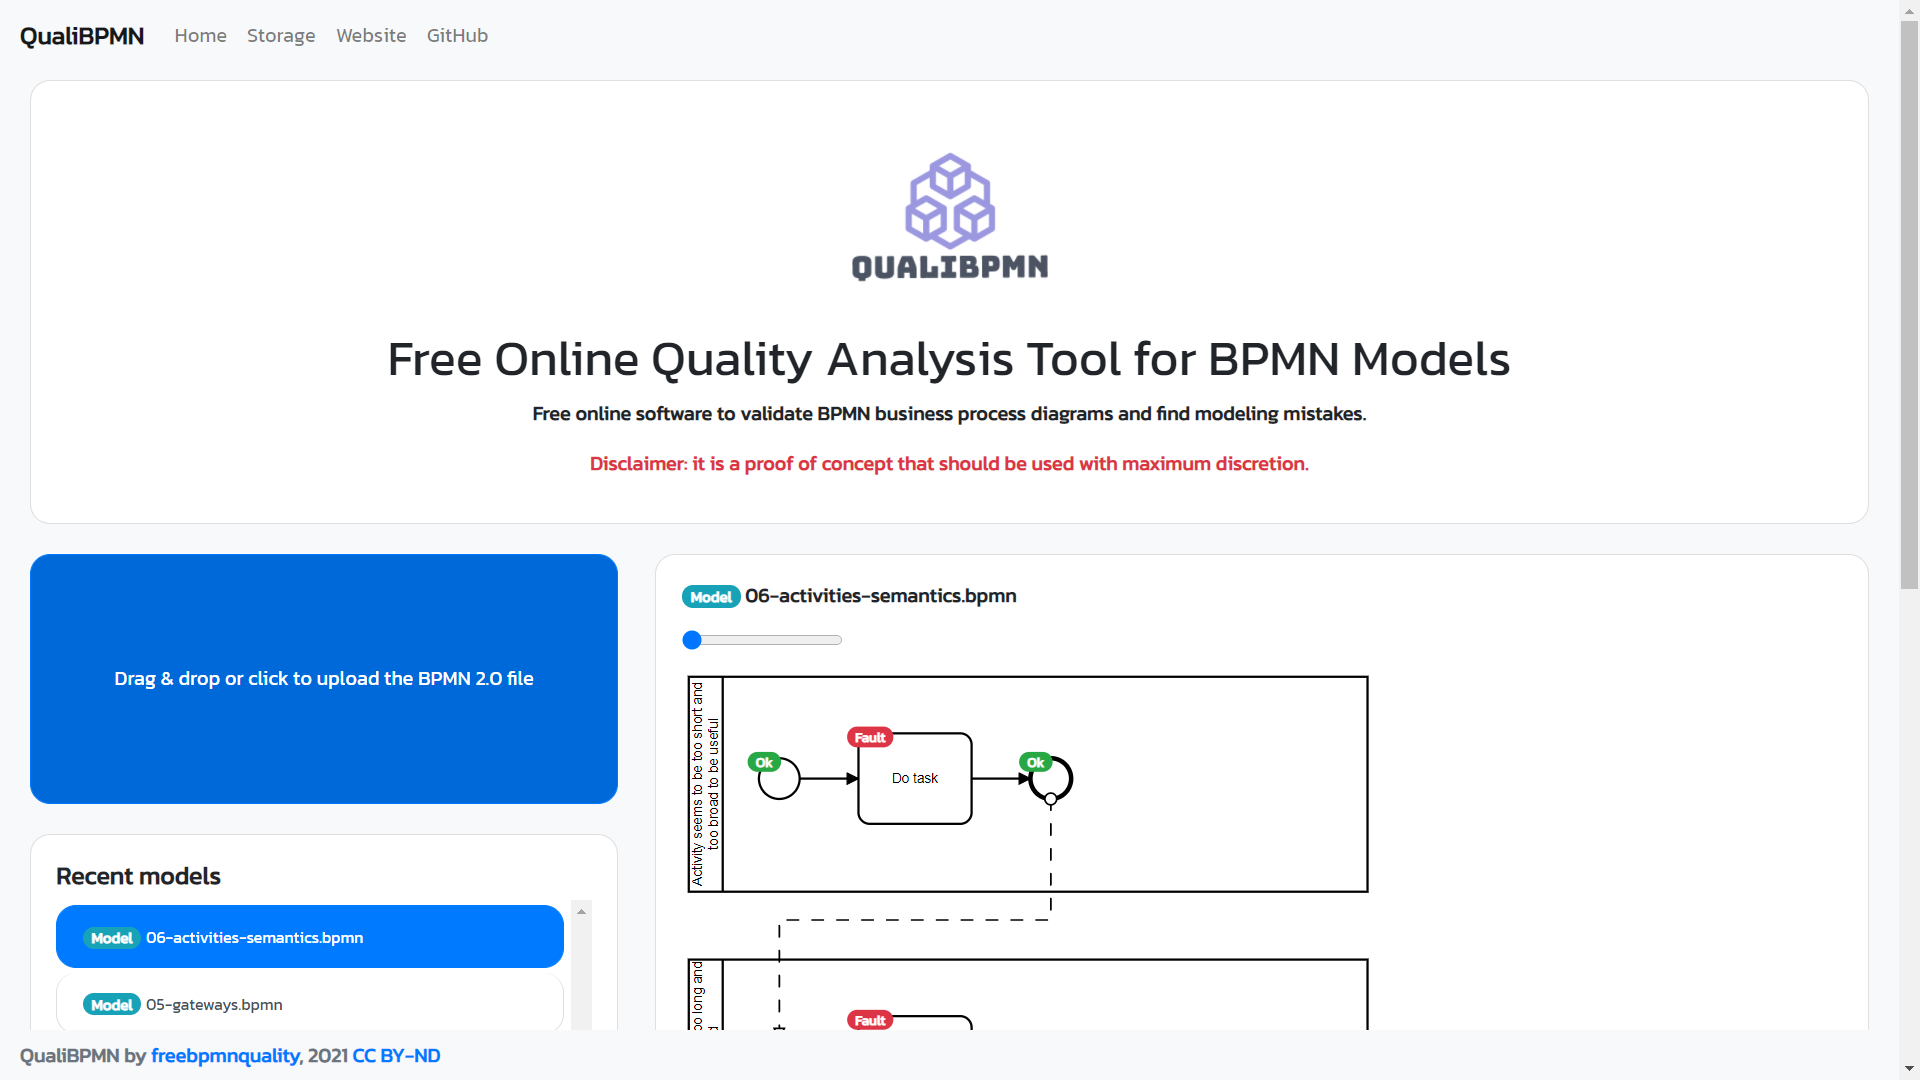 QualiBPMN Home Storage Website GitHub
QUALIBPMN
Free Online Quality Analysis Tool for BPMN Models
Free online software to validate BPMN business process diagrams and find modeling mistakes.
Disclaimer: it is a proof of concept that should be used with maximum discretion.
Drag & drop or click to upload the BPMN 2.0 file
Recent models
Model 06-activities-semantics.bpmn
Model 05-gateways.bpmn
Model 06-activities-semantics.bpmn
Activity seems to be too short and
too broad to be useful
Ok
Fault
Do task
Ok
oo long and
Fault
QualiBPMN by freebpmnquality, 2021 CC BY-ND